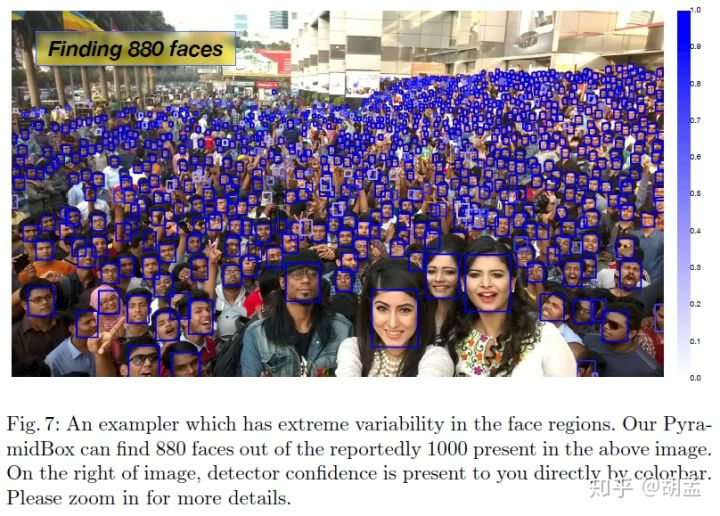 Finding 880 faces
1.0
0.9
0.8
0.7
0.6
0.5
0.4
0.3
0.2
0.1
0.0
Fig. 7: An exampler which has extreme variability in the face regions. Our Pyra-
midBox can find 880 faces out of the reportedly 1000 present in the above image.
On the right of image, detector confidence is present to you directly by colorbar.
Please zoom in for more details.
知乎 @胡孟